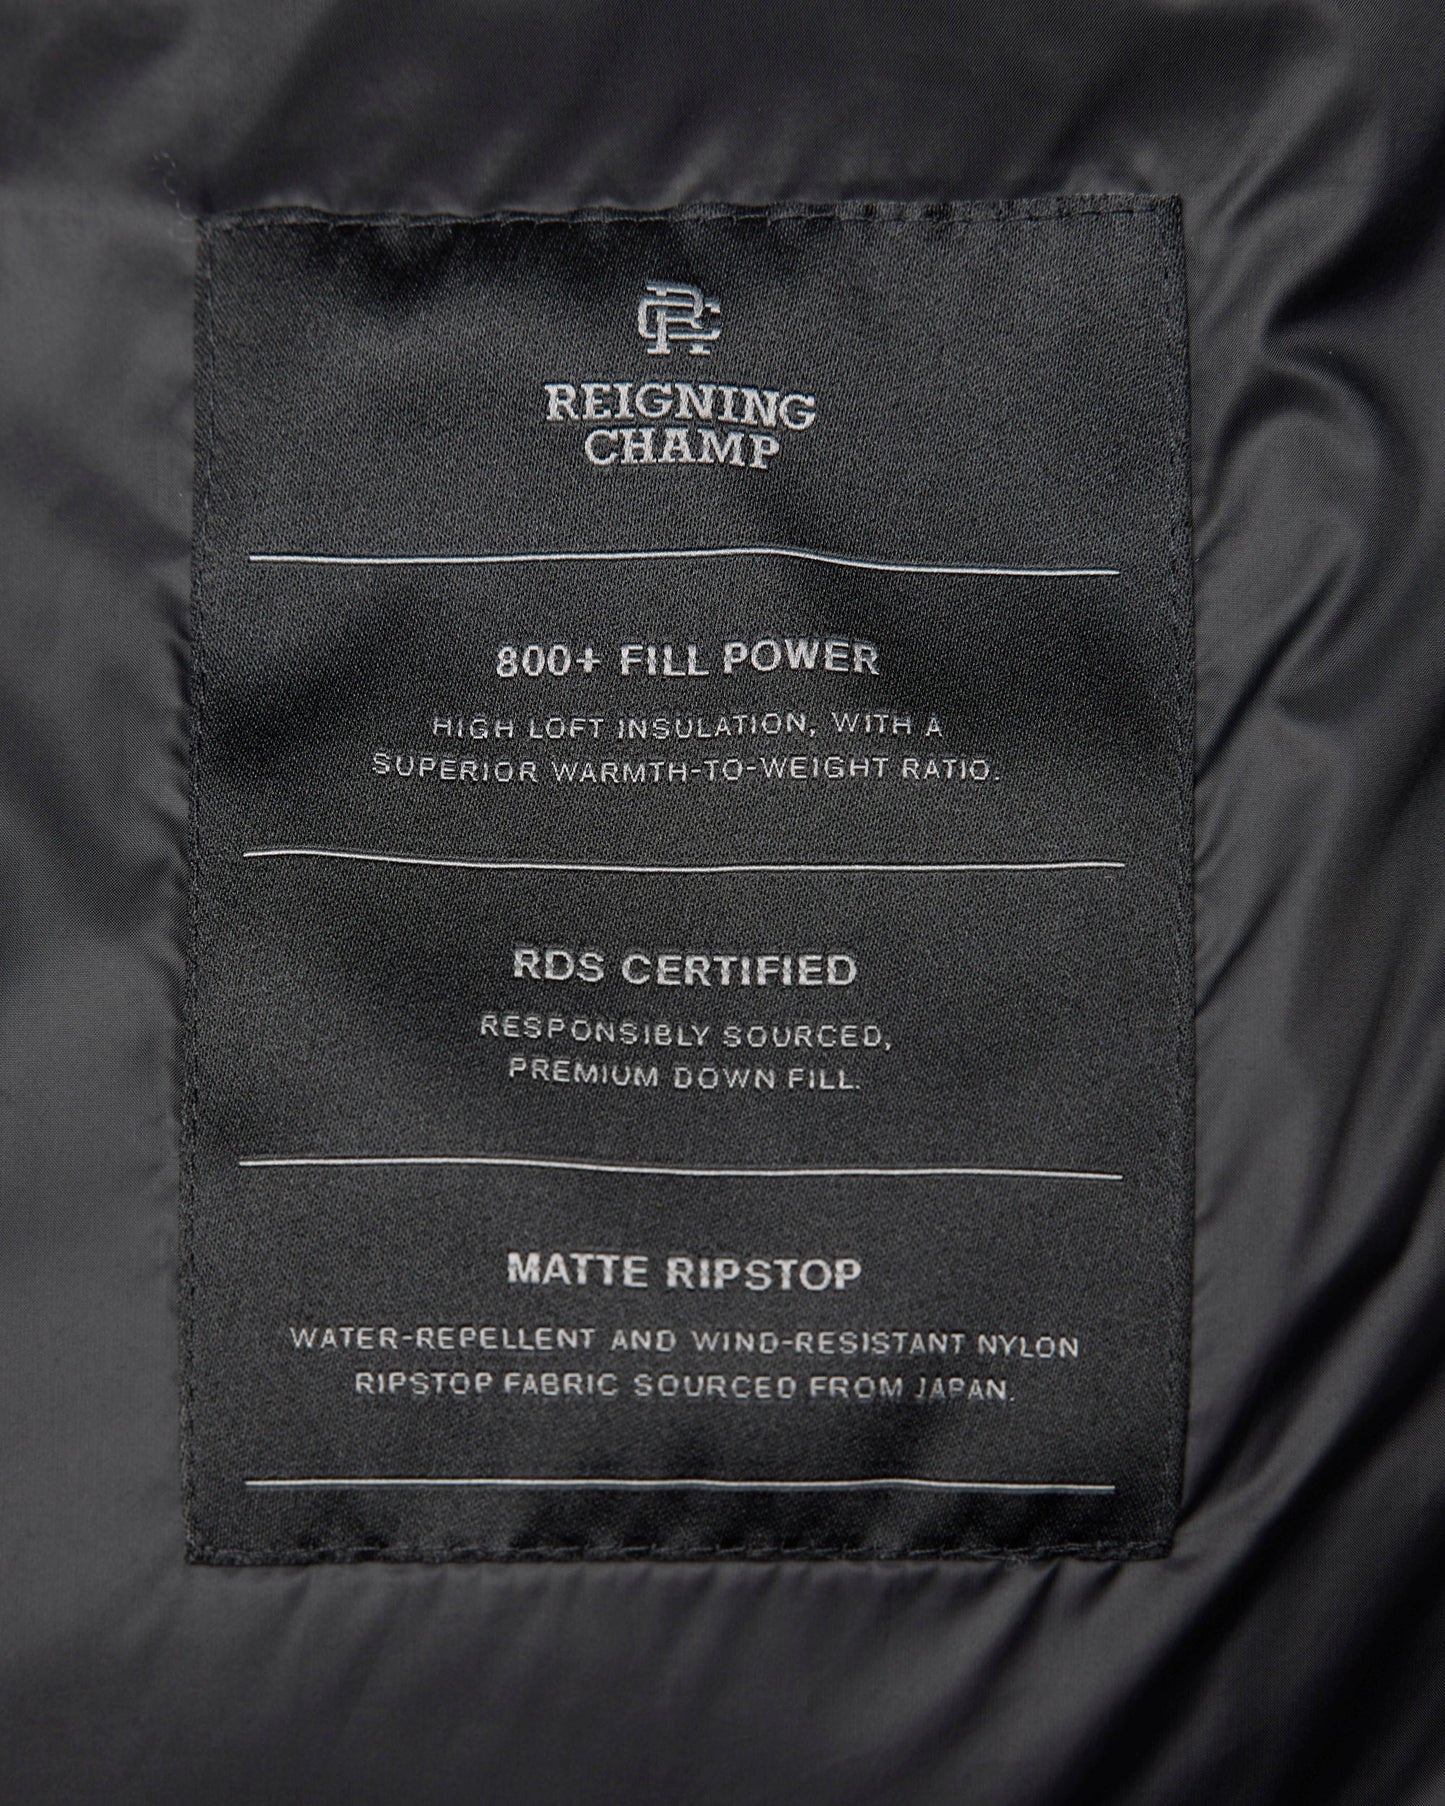 RC
REIGNING
CHAMP
800+ FILL POWER
HIGH LOFT INSULATION, WITH A
SUPERIOR WARMTH-TO-WEIGHT RATIO.
RDS CERTIFIED
RESPONSIBLY SOURCED,
PREMIUM DOWN FILL.
MATTE RIPSTOP
WATER-REPELLENT AND WIND-RESISTANT NYLON
RIPSTOP FABRIC SOURCED FROM JAPAN.